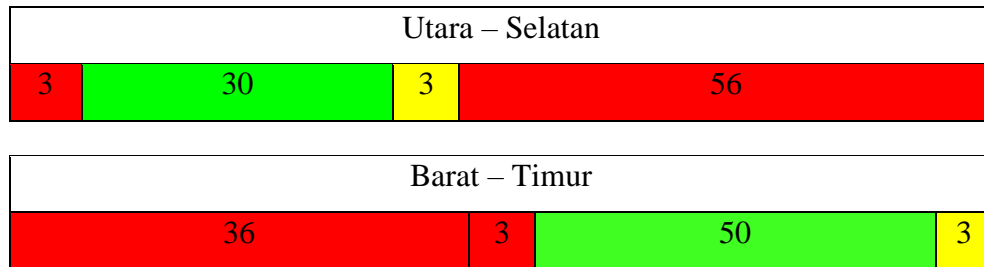 Utara – Selatan
3 30 3 56
Barat – Timur
36 3 50 3